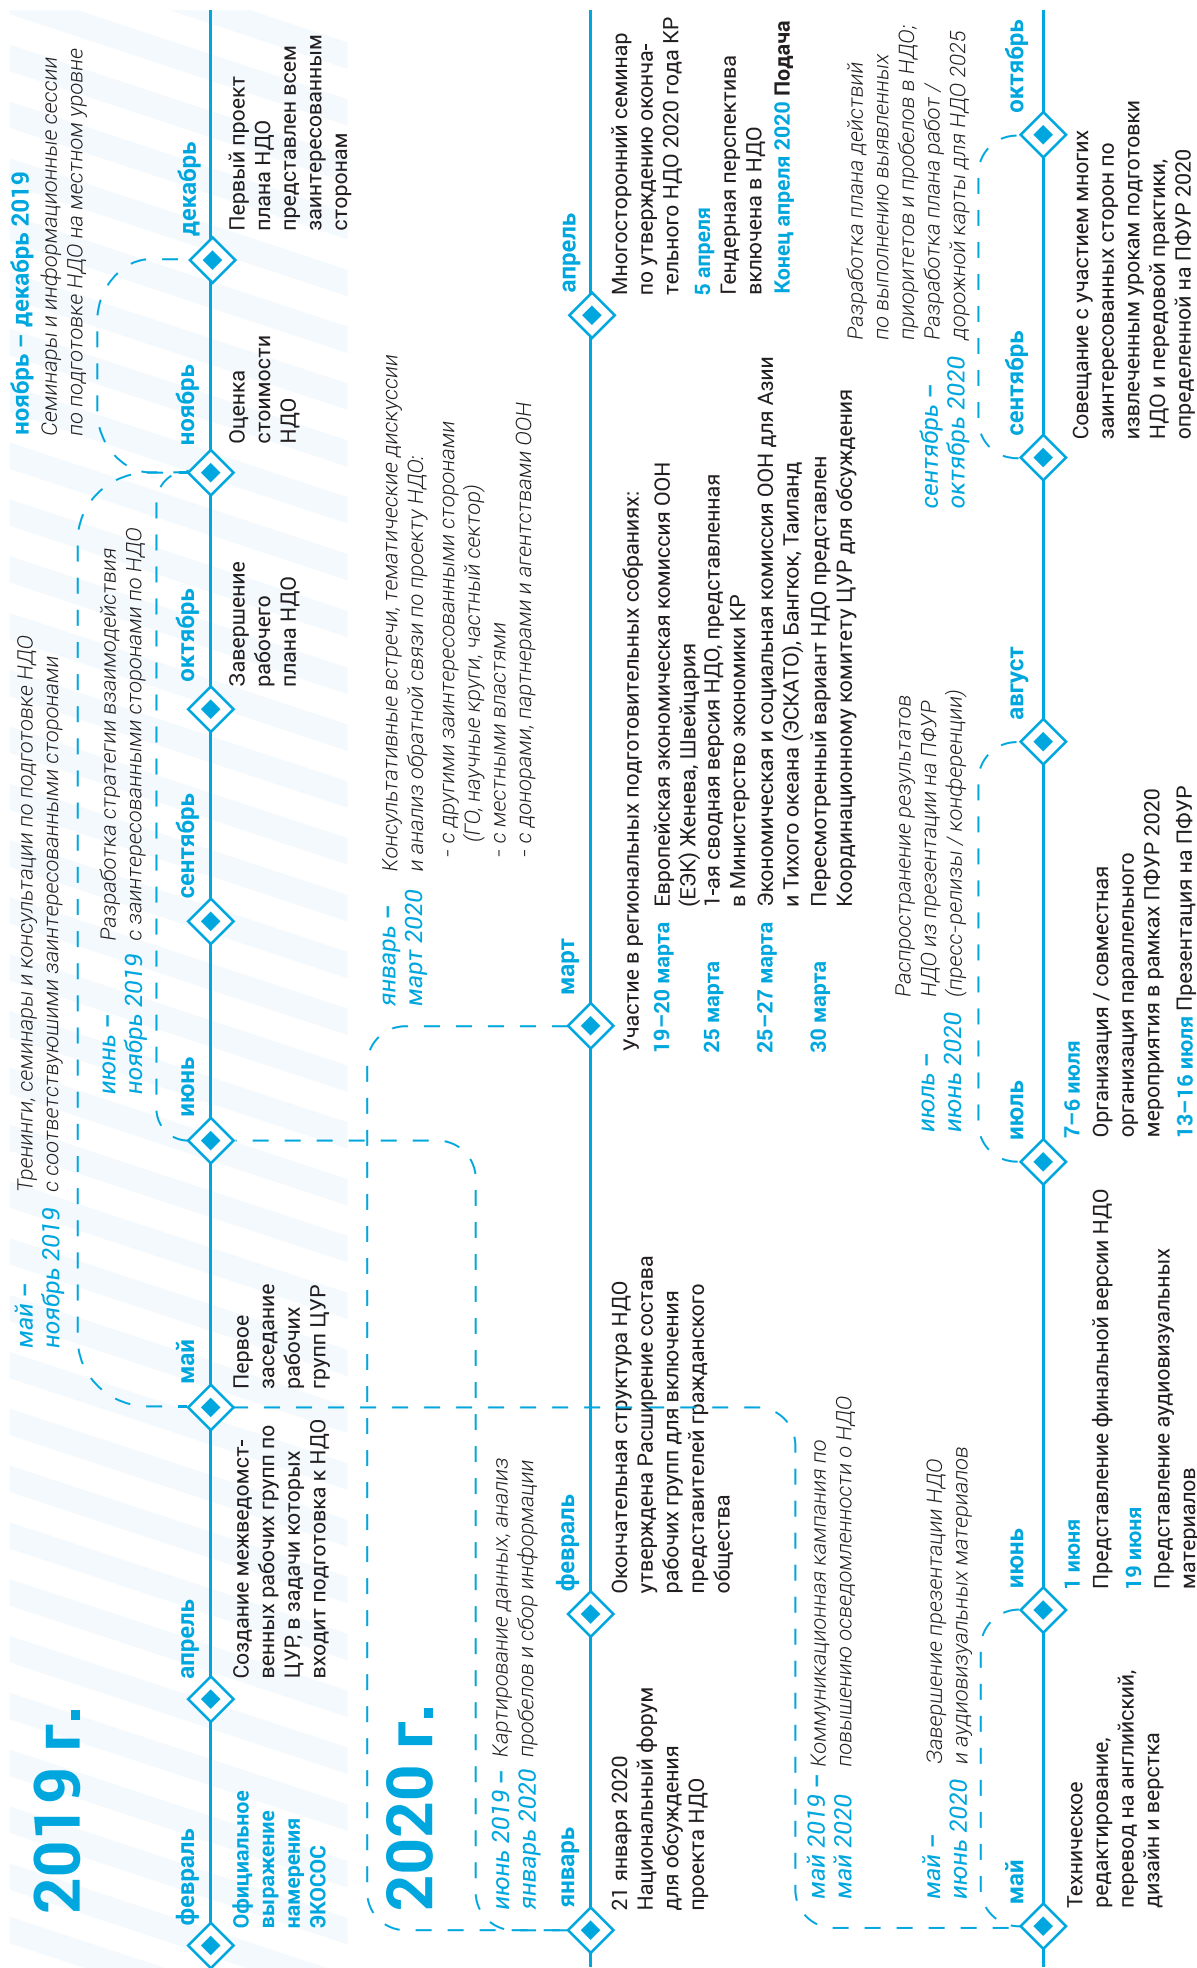 2019 г.
май –
ноябрь 2019
Тренинги, семинары и консультации по подготовке НДО
с соответствующими заинтересованными сторонами
июнь –
ноябрь 2019
Разработка стратегии взаимодействия
с заинтересованными сторонами по НДО
ноябрь – декабрь 2019
Семинары и информационные сессии
по подготовке НДО на местном уровне
февраль
Официальное
выражение
намерения
ЭКОСОС
апрель
Создание межведомст-
венных рабочих групп по
ЦУР, в задачи которых
входит подготовка к НДО
май
Первое
заседание
рабочих
групп ЦУР
июнь
сентябрь
октябрь
Завершение
рабочего
плана НДО
ноябрь
Оценка
стоимости
НДО
декабрь
Первый проект
плана НДО
представлен всем
заинтересованным
сторонам
2020 г.
июнь 2019 –
январь 2020
Картирование данных, анализ
пробелов и сбор информации
январь –
март 2020
Консультативные встречи, тематические дискуссии
и анализ обратной связи по проекту НДО:
- с другими заинтересованными сторонами
(ГО, научные круги, частный сектор)
- с местными властями
- с донорами, партнерами и агентствами ООН
январь
21 января 2020
Национальный форум
для обсуждения
проекта НДО
февраль
Окончательная структура НДО
утверждена Расширение состава
рабочих групп для включения
представителей гражданского
общества
март
Участие в региональных подготовительных собраниях:
19–20 марта Европейская экономическая комиссия ООН
(ЕЭК) Женева, Швейцария
25 марта 1-ая сводная версия НДО, представленная
в Министерство экономики КР
25–27 марта Экономическая и социальная комиссия ООН для Азии
и Тихого океана (ЭСКАТО), Бангкок, Таиланд
30 марта Пересмотренный вариант НДО представлен
Координационному комитету ЦУР для обсуждения
апрель
Многосторонний семинар
по утверждению оконча-
тельного НДО 2020 года КР
5 апреля
Гендерная перспектива
включена в НДО
Конец апреля 2020 Подача
май 2019 –
май 2020
Коммуникационная кампания по
повышению осведомленности о НДО
май –
июнь 2020
Завершение презентации НДО
и аудиовизуальных материалов
июль –
июнь 2020
Распространение результатов
НДО из презентации на ПФУР
(пресс-релизы / конференции)
сентябрь –
октябрь 2020
Разработка плана действий
по выполнению выявленных
приоритетов и пробелов в НДО;
Разработка плана работ /
дорожной карты для НДО 2025
май
Техническое
редактирование,
перевод на английский,
дизайн и верстка
июнь
1 июня
Представление финальной версии НДО
19 июня
Представление аудиовизуальных
материалов
июль
7–6 июля
Организация / совместная
организация параллельного
мероприятия в рамках ПФУР 2020
13–16 июля Презентация на ПФУР
август
сентябрь
Совещание с участием многих
заинтересованных сторон по
извлеченным урокам подготовки
НДО и передовой практики,
определенной на ПФУР 2020
октябрь